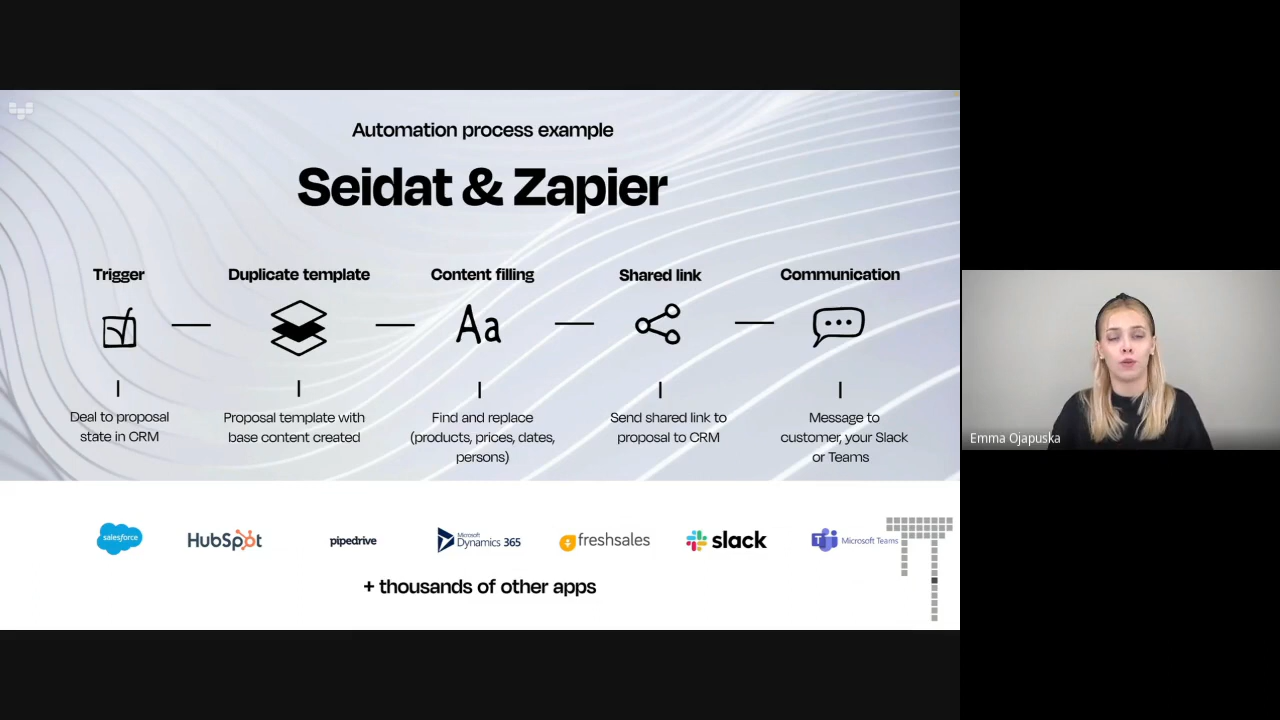 Automation process example
Seidat & Zapier
Trigger
Duplicate template
Content filling
Shared link
Communication
Aa
Deal to proposal
state in CRM
Proposal template with
base content created
Find and replace
(products, prices, dates,
persons)
Send shared link to
proposal to CRM
Message to
customer, your Slack
or Teams
salesforce
HubSpot
pipedrive
Microsoft
Dynamics 365
freshsales
slack
Microsoft Teams
+ thousands of other apps
Emma Ojapuska